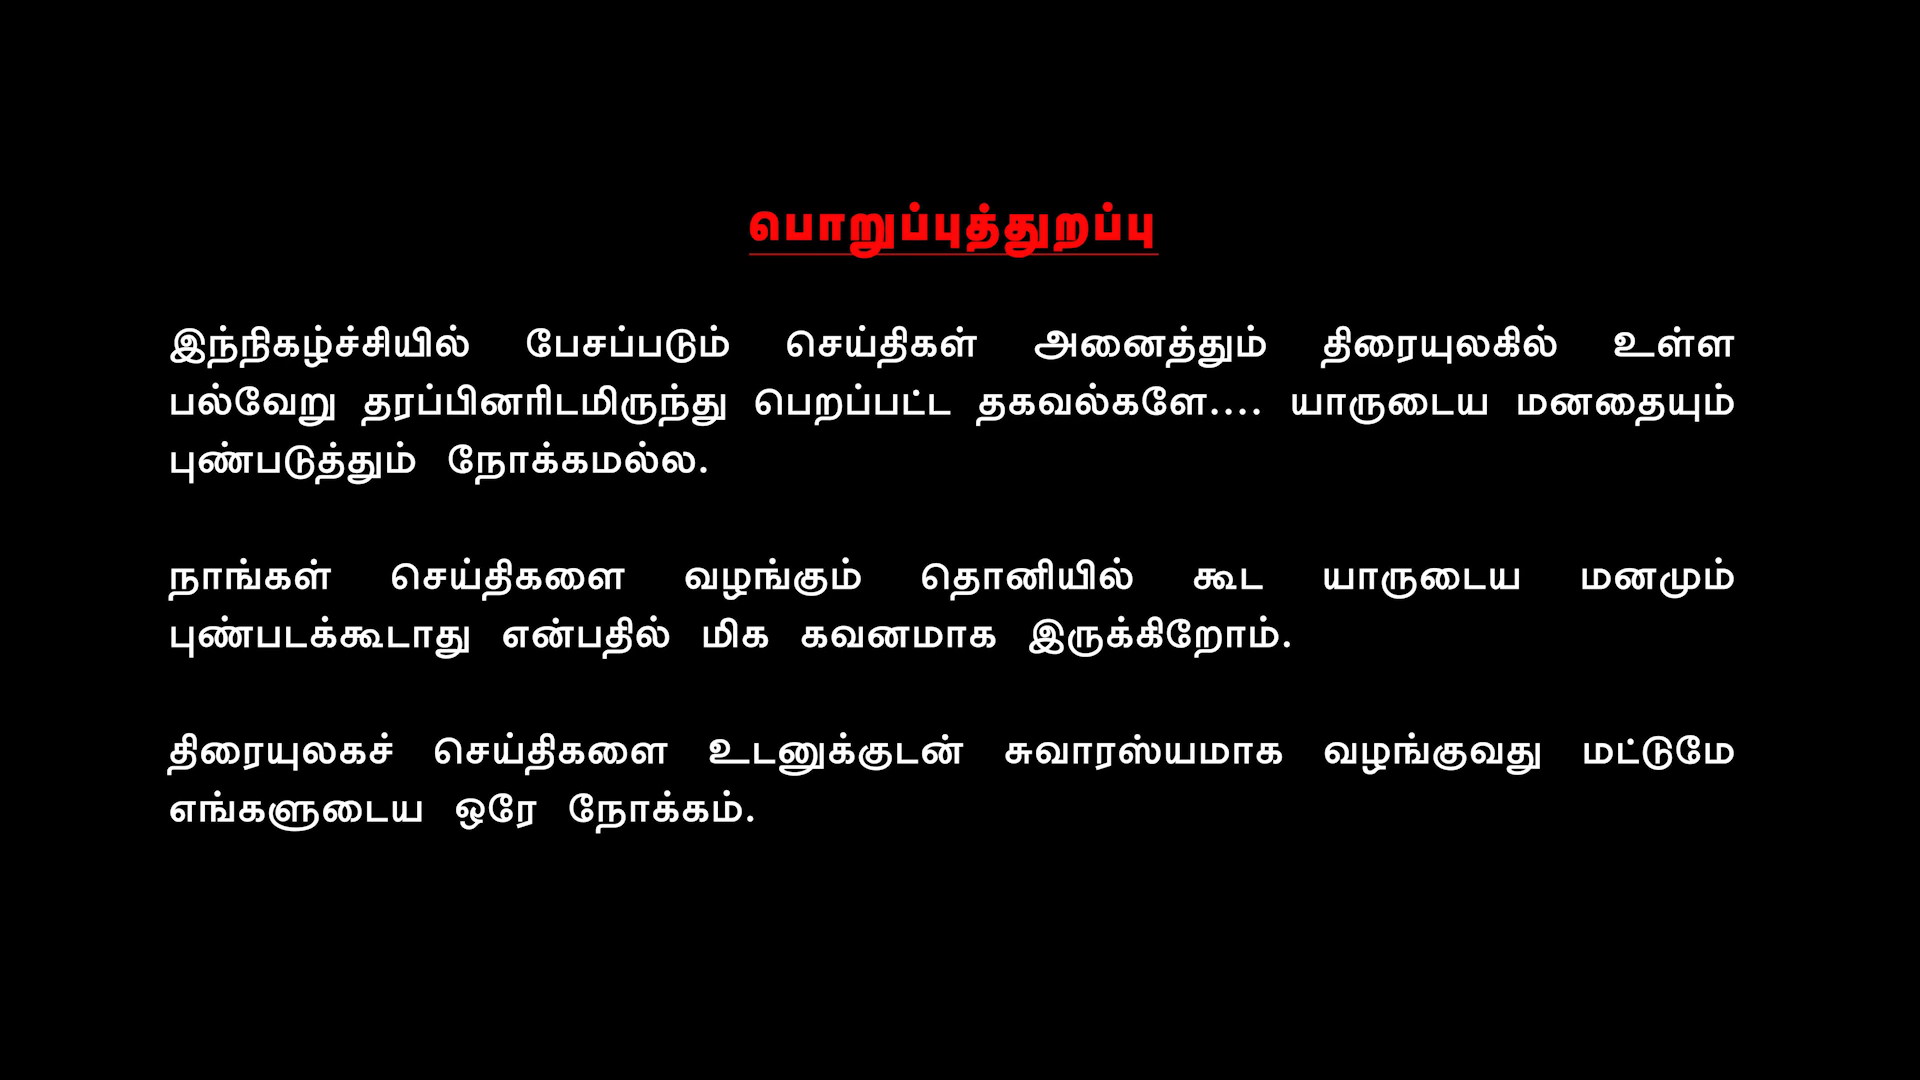 பொறுப்புத்துறப்பு
இந்நிகழ்ச்சியில் பேசப்படும் செய்திகள் அனைத்தும் திரையுலகில் உள்ள
பல்வேறு தரப்பினரிடமிருந்து பெறப்பட்ட தகவல்களே.... யாருடைய மனதையும்
புண்படுத்தும் நோக்கமல்ல.
நாங்கள் செய்திகளை வழங்கும் தொனியில் கூட யாருடைய மனமும்
புண்படக்கூடாது என்பதில் மிக கவனமாக இருக்கிறோம்.
திரையுலகச் செய்திகளை உடனுக்குடன் சுவாரஸ்யமாக வழங்குவது மட்டுமே
எங்களுடைய ஒரே நோக்கம்.